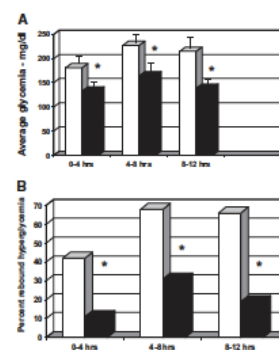 A
Average glycemia - mg/dl
250
200
150
100
50
0
*
*
*
0-4 hrs
4-8 hrs
8-12 hrs
B
Percent rebound hyperglycemia
70
60
50
40
30
20
10
0
*
*
*
0-4 hrs
4-8 hrs
8-12 hrs